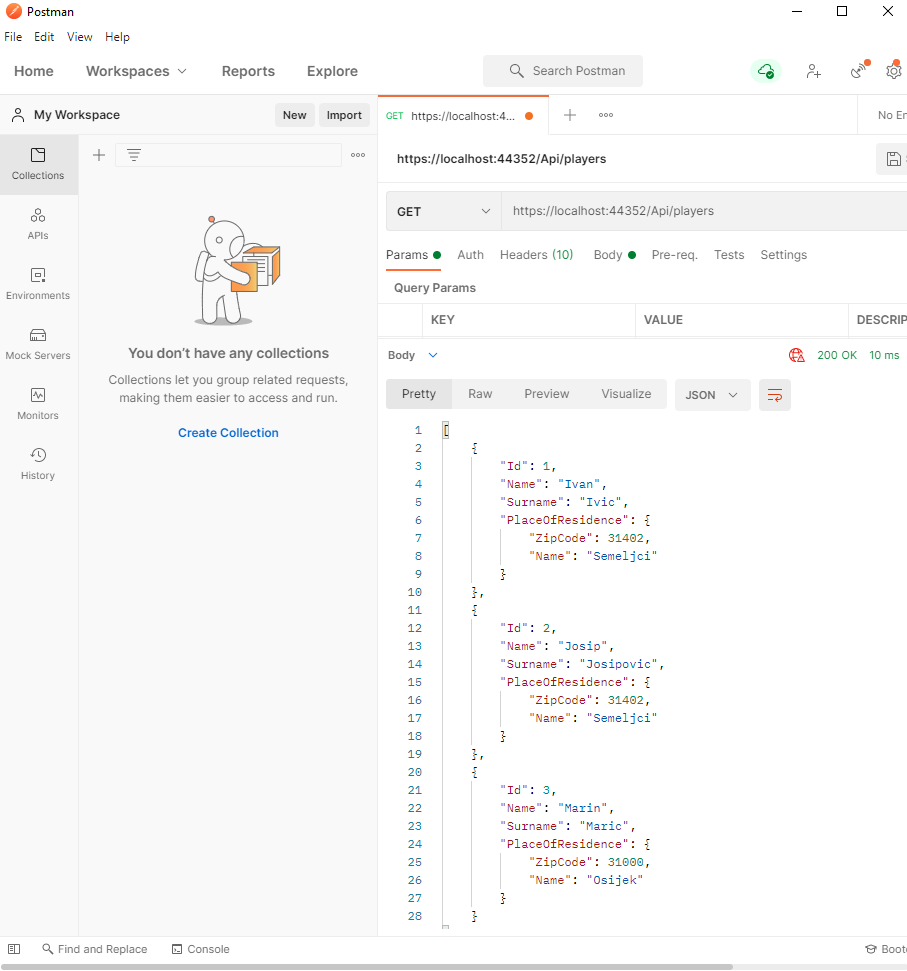 Postman
File Edit View Help
Home Workspaces Reports Explore Search Postman
My Workspace New Import
GET https://localhost:4... No En
Collections
APIs
Environments
Mock Servers
Monitors
History
You don't have any collections
Collections let you group related requests,
making them easier to access and run.
Create Collection
https://localhost:44352/Api/players
GET https://localhost:44352/Api/players
Params Auth Headers (10) Body Pre-req. Tests Settings
Query Params
KEY VALUE DESCRIP
Body 200 OK 10 ms
Pretty Raw Preview Visualize JSON
1 [
2 {
3 "Id": 1,
4 "Name": "Ivan",
5 "Surname": "Ivic",
6 "PlaceOfResidence": {
7 "ZipCode": 31402,
8 "Name": "Semeljci"
9 }
10 },
11 {
12 "Id": 2,
13 "Name": "Josip",
14 "Surname": "Josipovic",
15 "PlaceOfResidence": {
16 "ZipCode": 31402,
17 "Name": "Semeljci"
18 }
19 },
20 {
21 "Id": 3,
22 "Name": "Marin",
23 "Surname": "Maric",
24 "PlaceOfResidence": {
25 "ZipCode": 31000,
26 "Name": "Osijek"
27 }
28 }
Find and Replace Console Boot